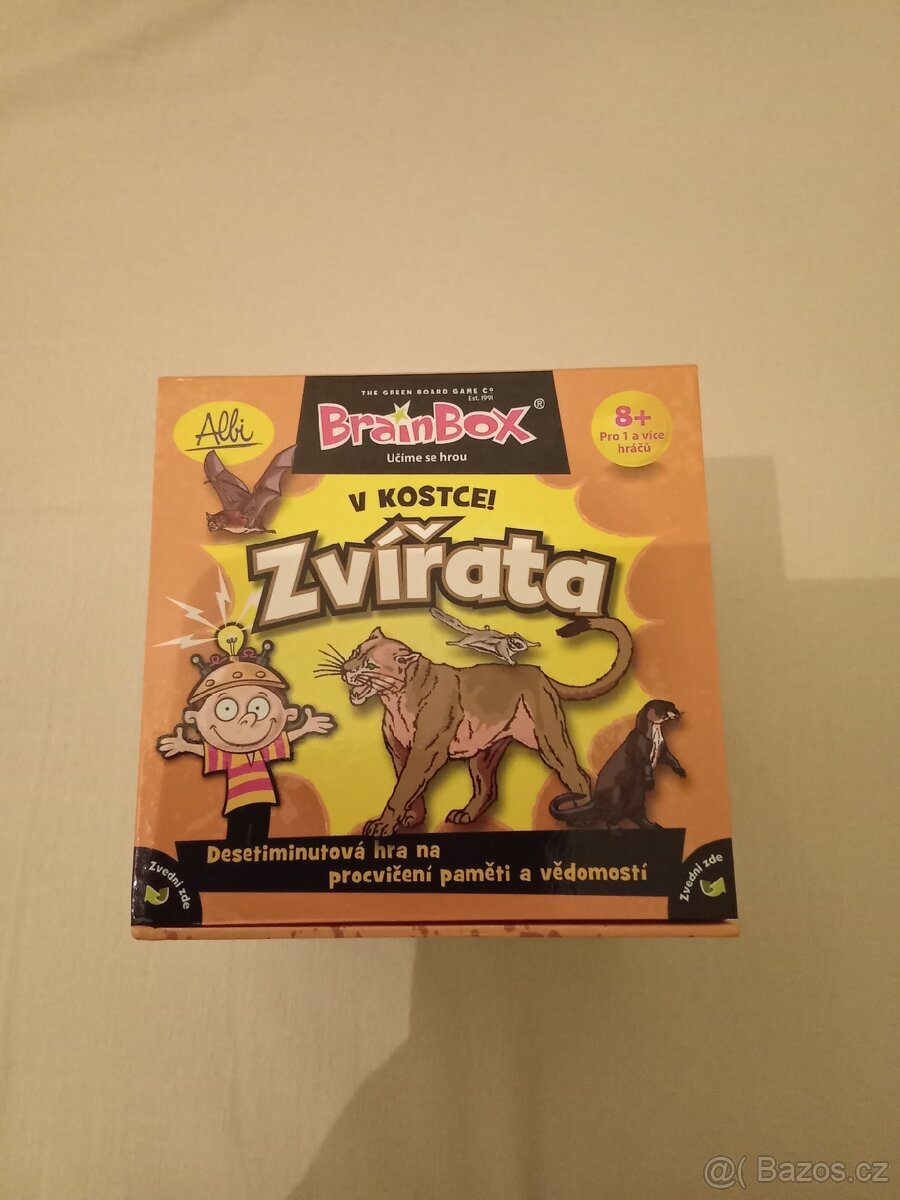 Albi
THE GREEN BOARD GAME Cº
Est. 1991
BrainBox®
Učíme se hrou
8+
Pro 1 a více
hráčů
V KOSTCE!
Zvířata
Desetiminutová hra na
procvičení paměti a vědomostí
Zvedni zde
Zvedni zde
@( Bazos.cz